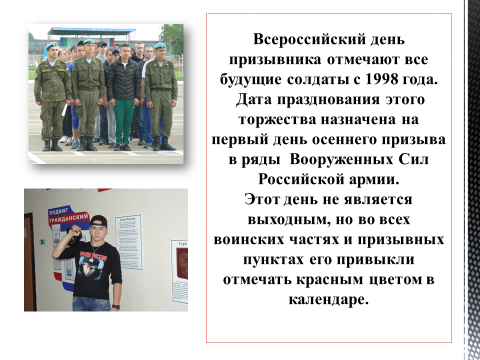 Всероссийский день
призывника отмечают все
будущие солдаты с 1998 года.
Дата празднования этого
торжества назначена на
первый день осеннего призыва
в ряды Вооруженных Сил
Российской армии.
Этот день не является
выходным, но во всех
воинских частях и призывных
пунктах его привыкли
отмечать красным цветом в
календаре.
ПОДВИГ
ГРАЖДАНСКИЙ